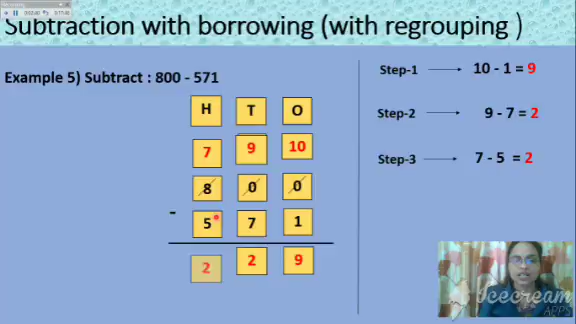 Subtraction with borrowing (with regrouping )
Example 5) Subtract : 800 - 571
H T O
7 9 10
8 0 0
- 5 7 1
2 2 9
Step-1 10 - 1 = 9
Step-2 9 - 7 = 2
Step-3 7 - 5 = 2
Icecream
APPS